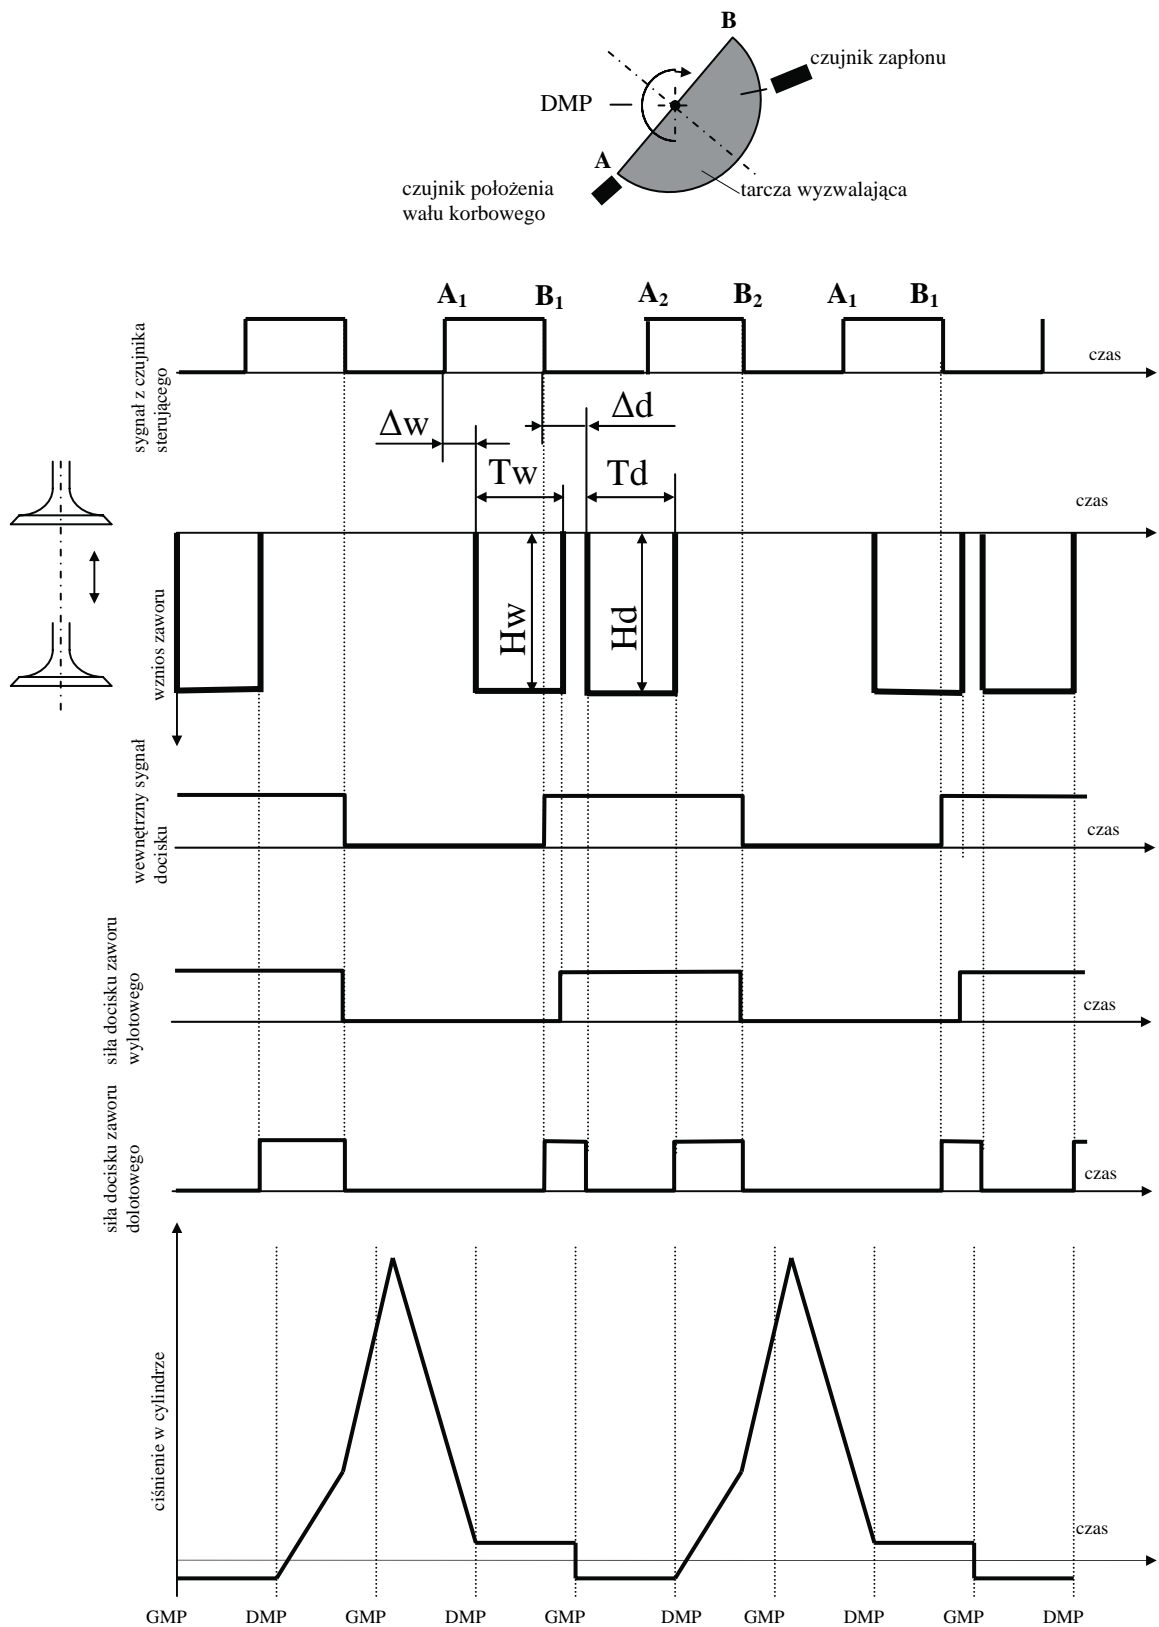 B
czujnik zapłonu
DMP
A
czujnik położenia
wału korbowego
tarcza wyzwalająca
A1 B1 A2 B2 A1 B1
sygnał z czujnika
sterującego
czas
Δw
Δd
Tw
Td
czas
wznios zaworu
Hw
Hd
wewnętrzny sygnał
docisku
czas
siła docisku zaworu
wylotowego
czas
siła docisku zaworu
dolotowego
czas
ciśnienie w cylindrze
czas
GMP DMP GMP DMP GMP DMP GMP DMP GMP DMP